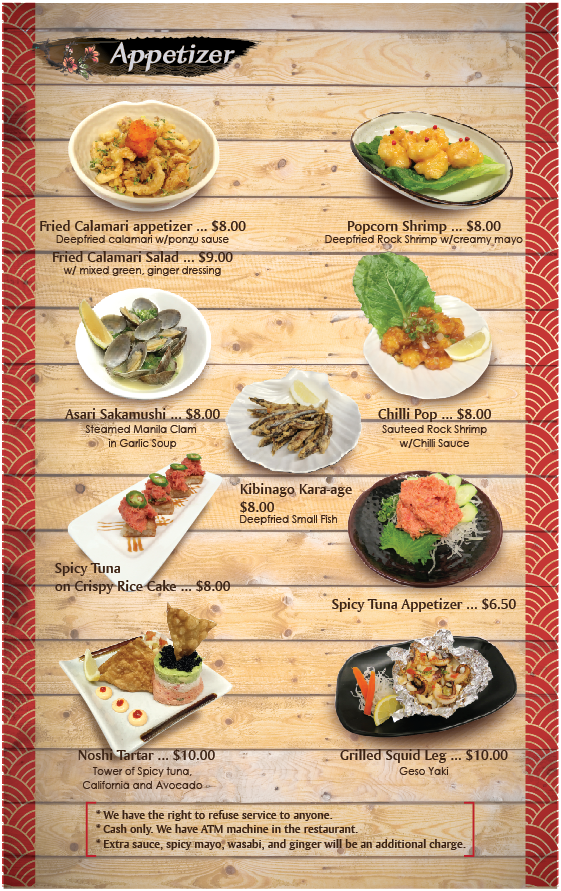 Appetizer
Fried Calamari appetizer ... $8.00
Deepfried calamari w/ponzu sause
Fried Calamari Salad ... $9.00
w/ mixed green, ginger dressing
Popcorn Shrimp ... $8.00
Deepfried Rock Shrimp w/creamy mayo
Asari Sakamushi ... $8.00
Steamed Manila Clam
in Garlic Soup
Chilli Pop ... $8.00
Sauteed Rock Shrimp
w/Chilli Sauce
Kibinago Kara-age
$8.00
Deepfried Small Fish
Spicy Tuna
on Crispy Rice Cake ... $8.00
Spicy Tuna Appetizer ... $6.50
Noshi Tartar ... $10.00
Tower of Spicy tuna,
California and Avocado
Grilled Squid Leg ... $10.00
Geso Yaki
* We have the right to refuse service to anyone.
* Cash only. We have ATM machine in the restaurant.
* Extra sauce, spicy mayo, wasabi, and ginger will be an additional charge.